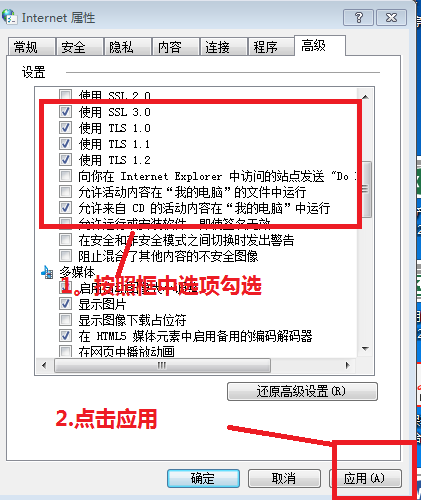 Internet 属性
常规 安全 隐私 内容 连接 程序 高级
设置
使用 SSL 2.0
使用 SSL 3.0
使用 TLS 1.0
使用 TLS 1.1
使用 TLS 1.2
向你在 Internet Explorer 中访问的站点发送 "Do
允许活动内容在“我的电脑”的文件中运行
允许来自 CD 的活动内容在“我的电脑”中运行
允许运行或安装软件，即使签名无效
在安全和非安全模式之间切换时发出警告
阻止混合了其他内容的不安全图像
多媒体
1。按照框中选项勾选
启用
显示图片
显示图像下载占位符
在 HTML5 媒体元素中启用备用的编码解码器
在网页中播放动画
还原高级设置(R)
2.点击应用
确定 取消 应用(A)